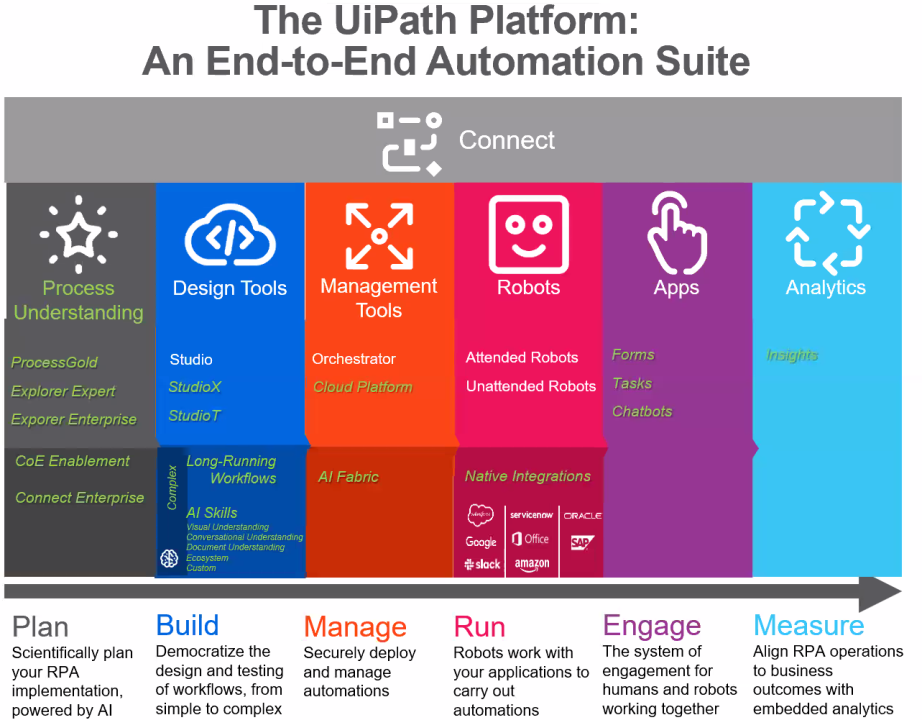 The UiPath Platform:
An End-to-End Automation Suite
Connect
Process
Understanding
ProcessGold
Explorer Expert
Exporer Enterprise
CoE Enablement
Connect Enterprise
Design Tools
Studio
StudioX
StudioT
Complex
Long-Running
Workflows
AI Skills
Visual Understanding
Conversational Understanding
Document Understanding
Ecosystem
Custom
Management
Tools
Orchestrator
Cloud Platform
AI Fabric
Robots
Attended Robots
Unattended Robots
Native Integrations
salesforce
servicenow
ORACLE
Google
Office
SAP
slack
amazon
Apps
Forms
Tasks
Chatbots
Analytics
Insights
Plan
Scientifically plan
your RPA
implementation,
powered by AI
Build
Democratize the
design and testing
of workflows, from
simple to complex
Manage
Securely deploy
and manage
automations
Run
Robots work with
your applications to
carry out
automations
Engage
The system of
engagement for
humans and robots
working together
Measure
Align RPA operations
to business
outcomes with
embedded analytics